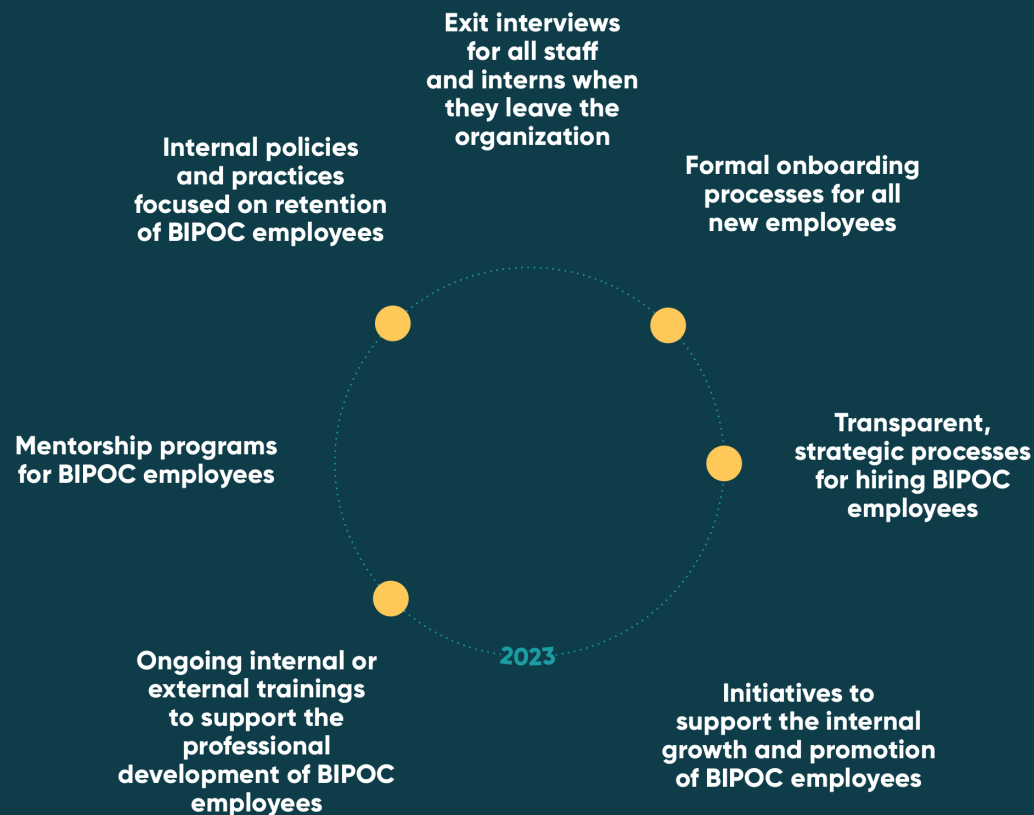 Exit interviews
for all staff
and interns when
they leave the
organization
Internal policies
and practices
focused on retention
of BIPOC employees
Formal onboarding
processes for all
new employees
Mentorship programs
for BIPOC employees
Transparent,
strategic processes
for hiring BIPOC
employees
2023
Ongoing internal or
external trainings
to support the
professional
development of BIPOC
employees
Initiatives to
support the internal
growth and promotion
of BIPOC employees